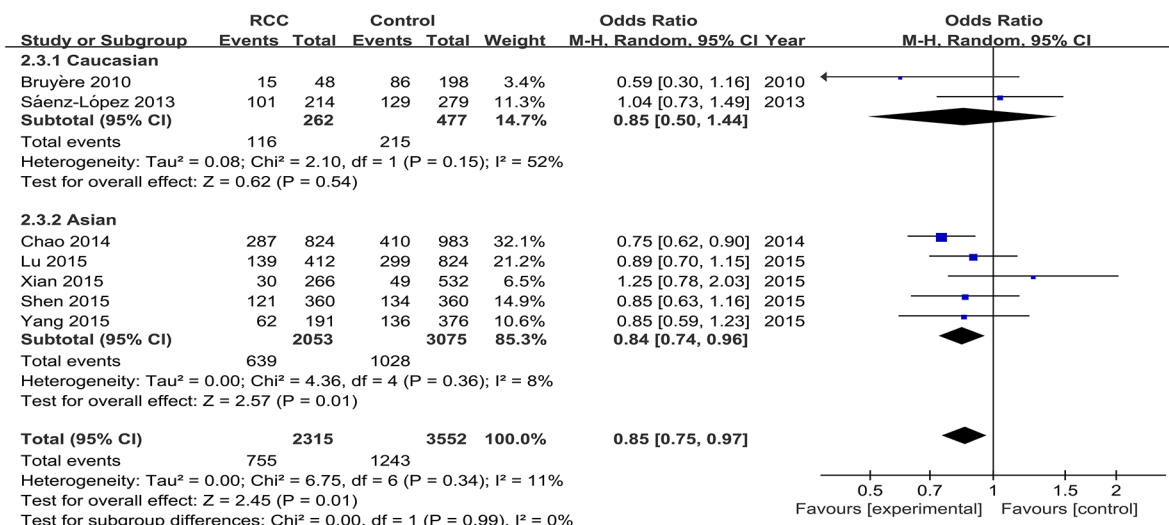 RCC Control Odds Ratio Odds Ratio
Study or Subgroup Events Total Events Total Weight M-H, Random, 95% CI Year M-H, Random, 95% CI
2.3.1 Caucasian
Bruyère 2010 15 48 86 198 3.4% 0.59 [0.30, 1.16] 2010
Sáenz-López 2013 101 214 129 279 11.3% 1.04 [0.73, 1.49] 2013
Subtotal (95% CI) 262 477 14.7% 0.85 [0.50, 1.44]
Total events 116 215
Heterogeneity: Tau² = 0.08; Chi² = 2.10, df = 1 (P = 0.15); I² = 52%
Test for overall effect: Z = 0.62 (P = 0.54)
2.3.2 Asian
Chao 2014 287 824 410 983 32.1% 0.75 [0.62, 0.90] 2014
Lu 2015 139 412 299 824 21.2% 0.89 [0.70, 1.15] 2015
Xian 2015 30 266 49 532 6.5% 1.25 [0.78, 2.03] 2015
Shen 2015 121 360 134 360 14.9% 0.85 [0.63, 1.16] 2015
Yang 2015 62 191 136 376 10.6% 0.85 [0.59, 1.23] 2015
Subtotal (95% CI) 2053 3075 85.3% 0.84 [0.74, 0.96]
Total events 639 1028
Heterogeneity: Tau² = 0.00; Chi² = 4.36, df = 4 (P = 0.36); I² = 8%
Test for overall effect: Z = 2.57 (P = 0.01)
Total (95% CI) 2315 3552 100.0% 0.85 [0.75, 0.97]
Total events 755 1243
Heterogeneity: Tau² = 0.00; Chi² = 6.75, df = 6 (P = 0.34); I² = 11%
Test for overall effect: Z = 2.45 (P = 0.01)
Test for subgroup differences: Chi² = 0.00, df = 1 (P = 0.99), I² = 0%
0.5 0.7 1 1.5 2
Favours [experimental] Favours [control]